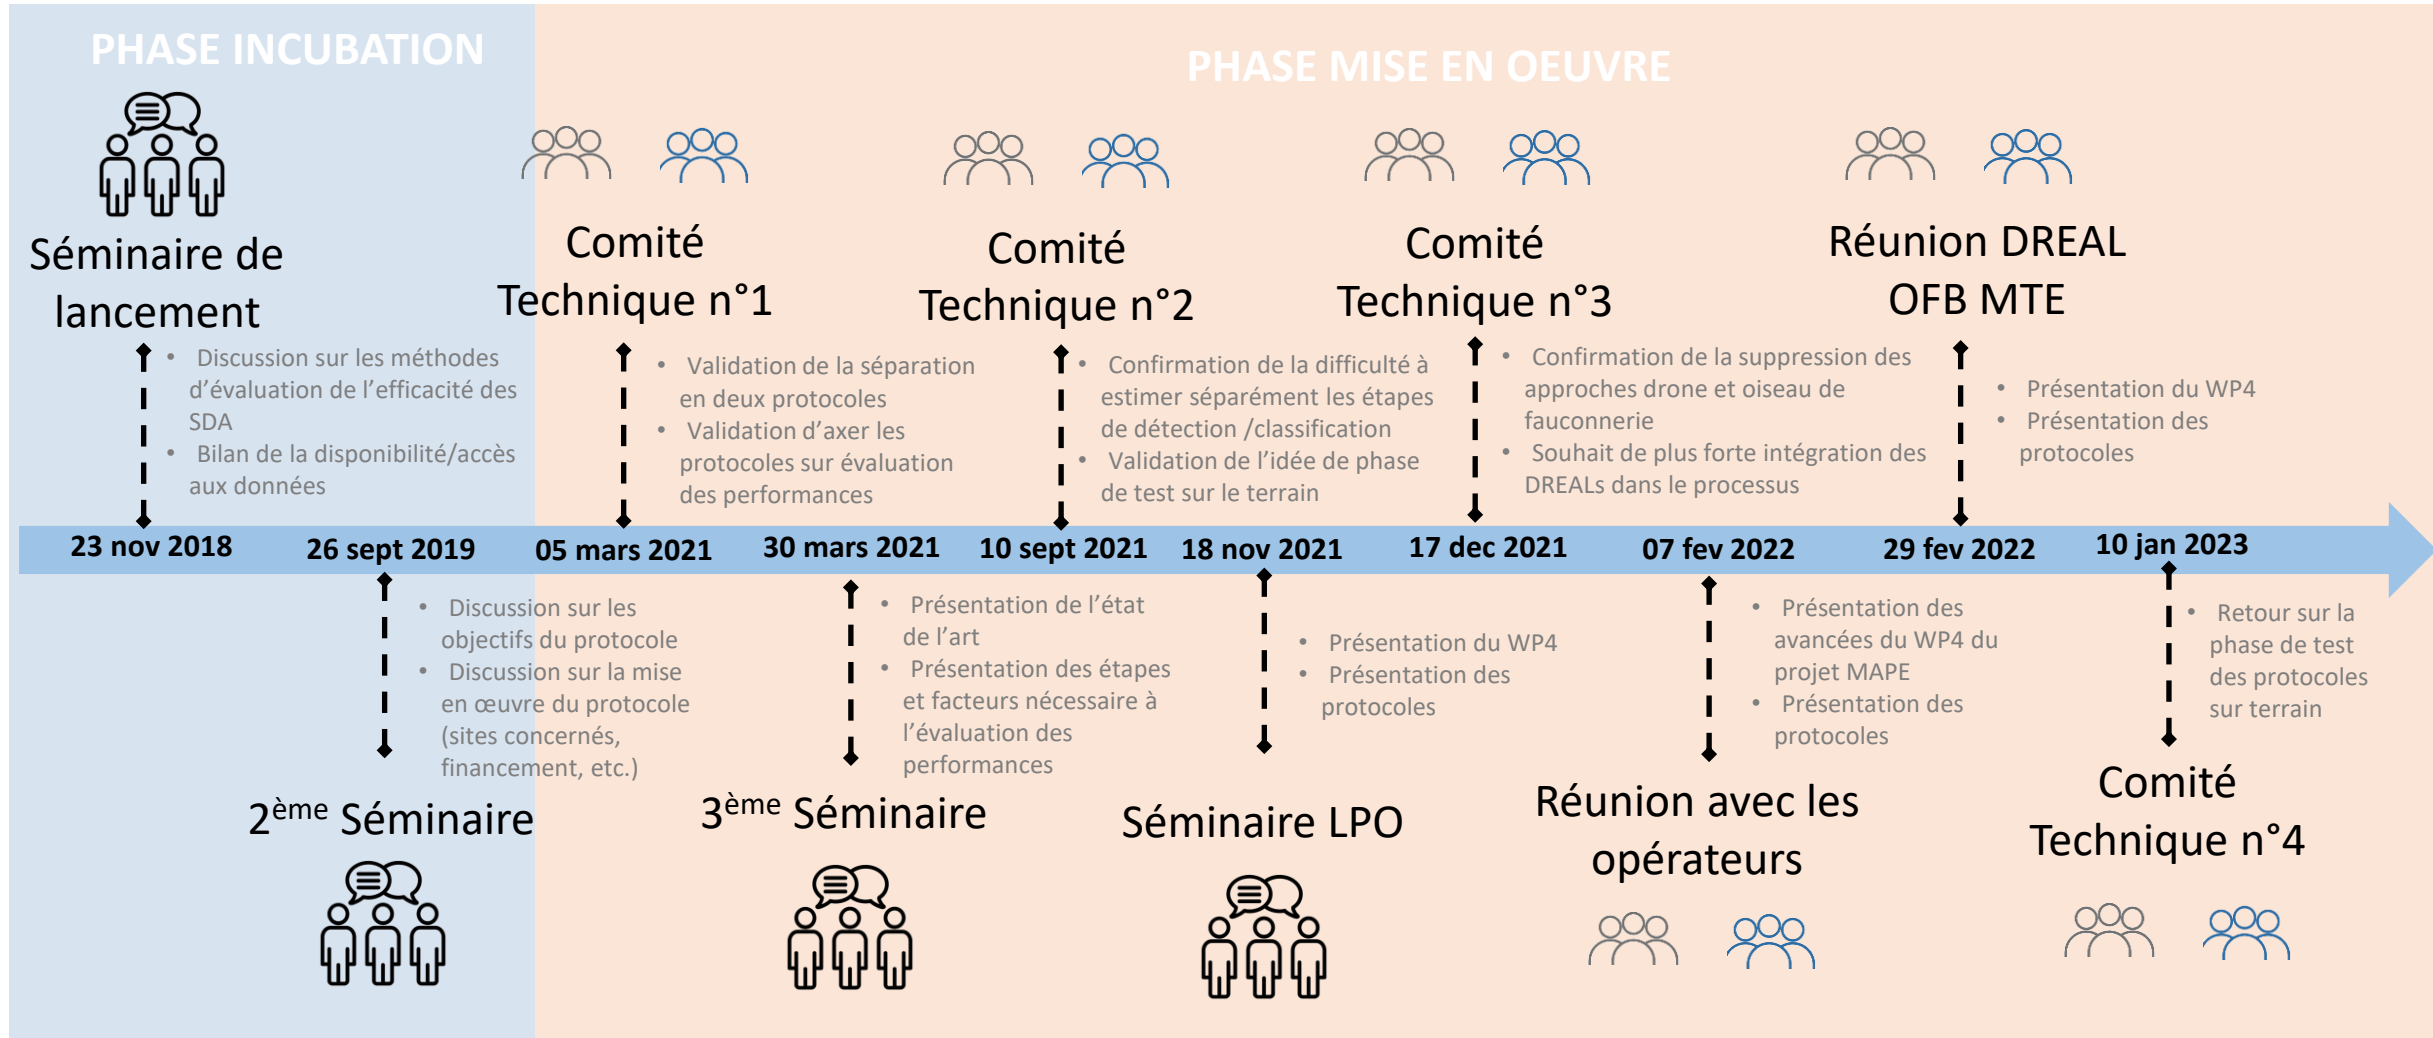 PHASE INCUBATION
PHASE MISE EN OEUVRE
Séminaire de
lancement
• Discussion sur les méthodes
d’évaluation de l’efficacité des
SDA
• Bilan de la disponibilité/accès
aux données
Comité
Technique n°1
• Validation de la séparation
en deux protocoles
• Validation d’axer les
protocoles sur évaluation
des performances
Comité
Technique n°2
• Confirmation de la difficulté à
estimer séparément les étapes
de détection /classification
• Validation de l’idée de phase
de test sur le terrain
Comité
Technique n°3
• Confirmation de la suppression des
approches drone et oiseau de
fauconnerie
• Souhait de plus forte intégration des
DREALs dans le processus
Réunion DREAL
OFB MTE
• Présentation du WP4
• Présentation des
protocoles
23 nov 2018
26 sept 2019
05 mars 2021
30 mars 2021
10 sept 2021
18 nov 2021
17 dec 2021
07 fev 2022
29 fev 2022
10 jan 2023
• Discussion sur les
objectifs du protocole
• Discussion sur la mise
en œuvre du protocole
(sites concernés,
financement, etc.)
2ème Séminaire
• Présentation de l’état
de l’art
• Présentation des étapes
et facteurs nécessaire à
l’évaluation des
performances
3ème Séminaire
• Présentation du WP4
• Présentation des
protocoles
Séminaire LPO
• Présentation des
avancées du WP4 du
projet MAPE
• Présentation des
protocoles
Réunion avec les
opérateurs
• Retour sur la
phase de test
des protocoles
sur terrain
Comité
Technique n°4